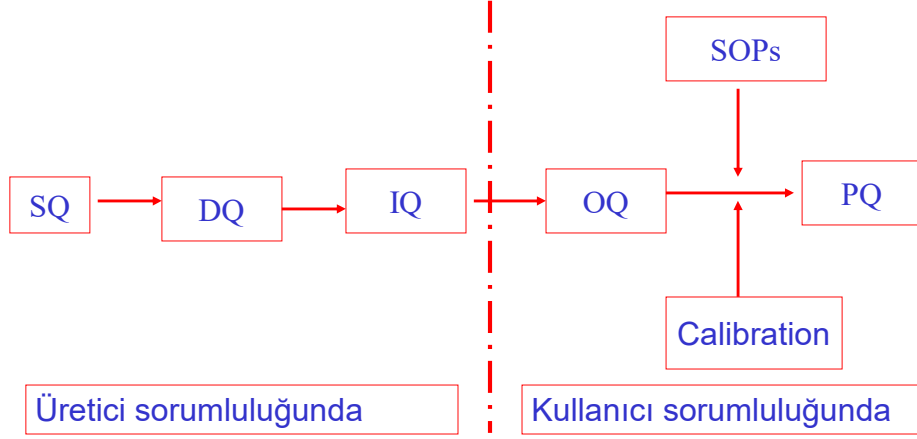 SOPs
SQ
DQ
IQ
OQ
PQ
Calibration
Üretici sorumluluğunda
Kullanıcı sorumluluğunda